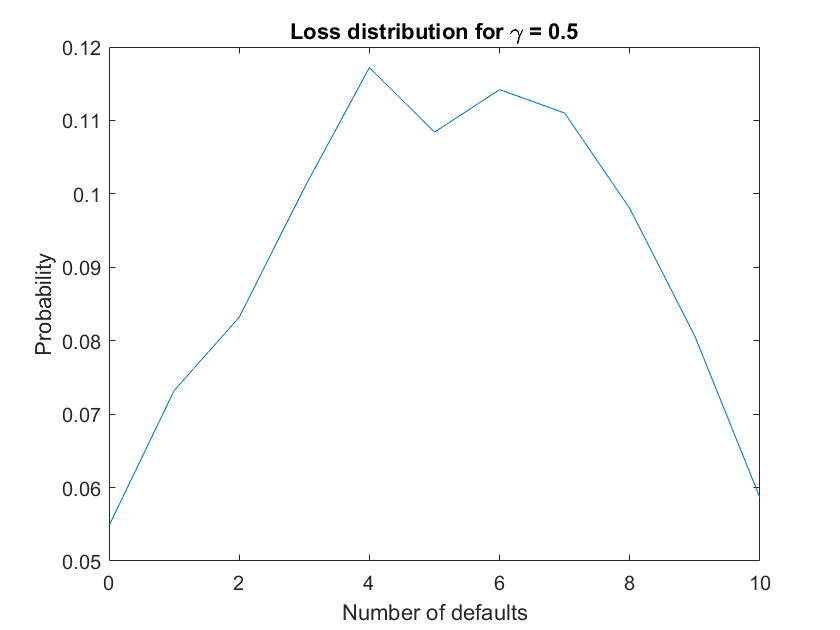 Loss distribution for γ = 0.5
0.12
0.11
0.1
0.09
0.08
0.07
0.06
0.05
Probability
0 2 4 6 8 10
Number of defaults